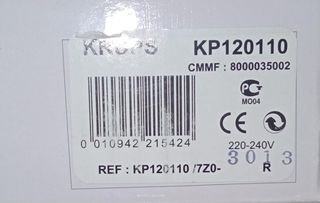 KRUPS KP120110
CMMF : 8000035002
MO04
0 010942 215424
220-240V
3013
REF : KP120110 /7Z0- R